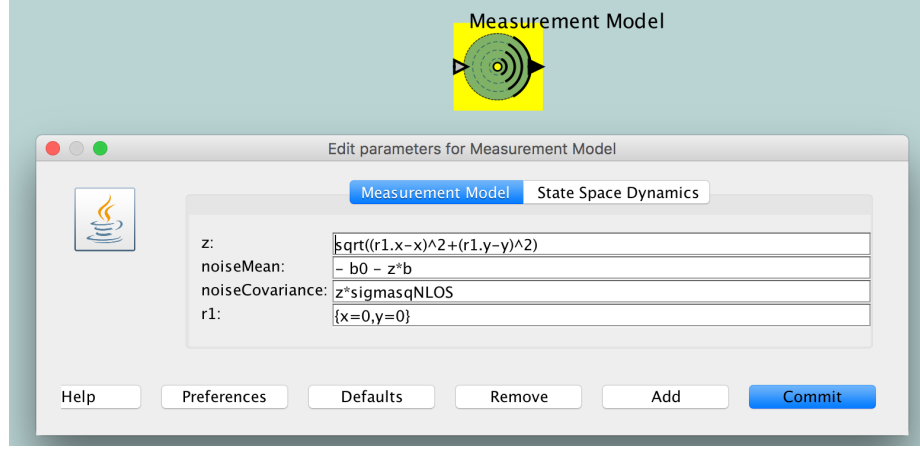 Measurement Model
Edit parameters for Measurement Model
Measurement Model State Space Dynamics
z: sqrt((r1.x-x)^2+(r1.y-y)^2)
noiseMean: - b0 - z*b
noiseCovariance: z*sigmasqNLOS
r1: {x=0,y=0}
Help Preferences Defaults Remove Add Commit